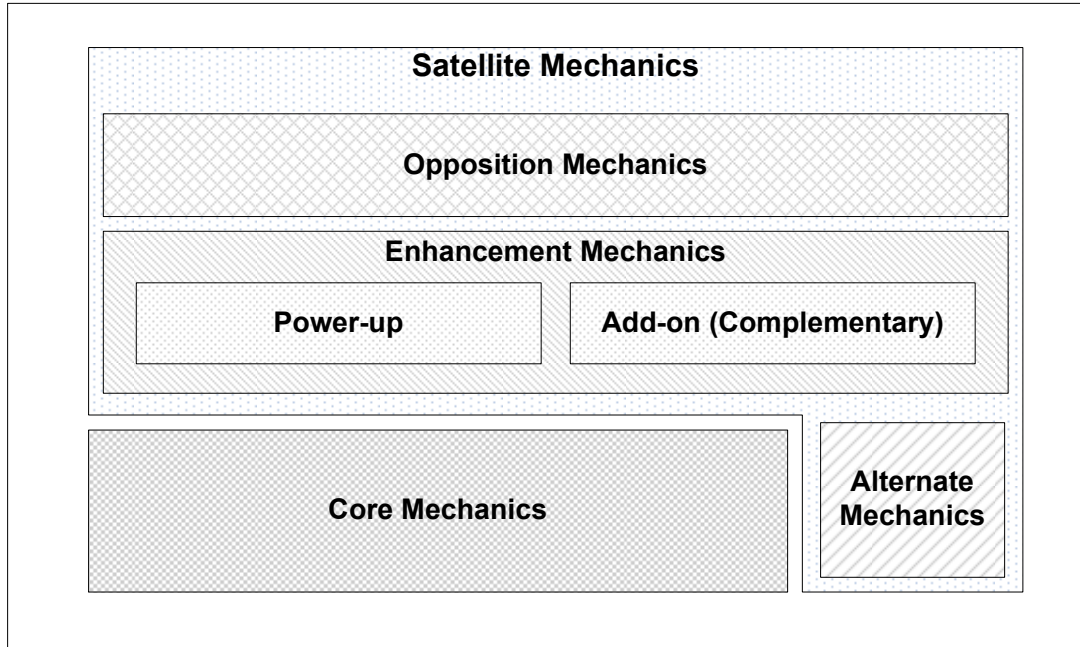 Satellite Mechanics
Opposition Mechanics
Enhancement Mechanics
Power-up
Add-on (Complementary)
Core Mechanics
Alternate
Mechanics